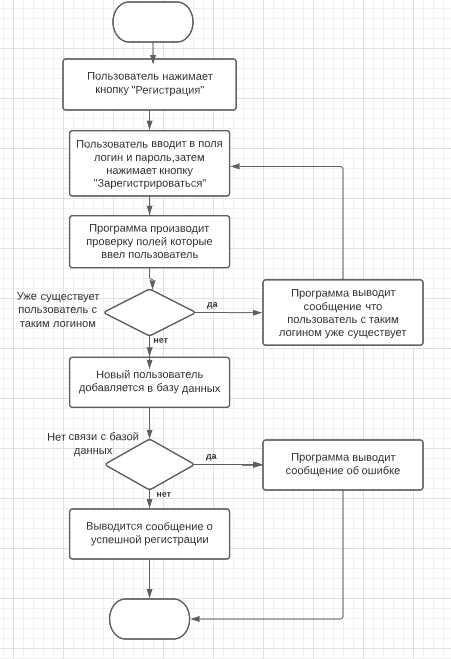 Пользователь нажимает
кнопку "Регистрация"
Пользователь вводит в поля
логин и пароль,затем
нажимает кнопку
"Зарегистрироваться"
Программа производит
проверку полей которые
ввел пользователь
Уже существует
пользователь с
таким логином
да
Программа выводит
сообщение что
пользователь с таким
логином уже существует
нет
Новый пользователь
добавляется в базу данных
Нет связи с базой
данных
да
Программа выводит
сообщение об ошибке
нет
Выводится сообщение о
успешной регистрации